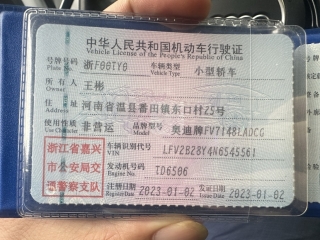 中华人民共和国机动车行驶证
Vehicle License of the People's Republic of China
号牌号码 浙F0GTY6 车辆类型 小型轿车
Plate No. Vehicle Type
所有人 王彬
Owner
住址 河南省温县番田镇东口村25号
Address
使用性质 非营运 品牌型号 奥迪牌FV7148LADCG
Use Character Model
浙江省嘉兴
市公安局交
通警察支队
车辆识别代号 LFV2B28Y4N6545561
VIN
发动机号码 TD6506
Engine No.
注册日期 2023-01-02 发证日期 2023-01-02
Register Date Issue Date